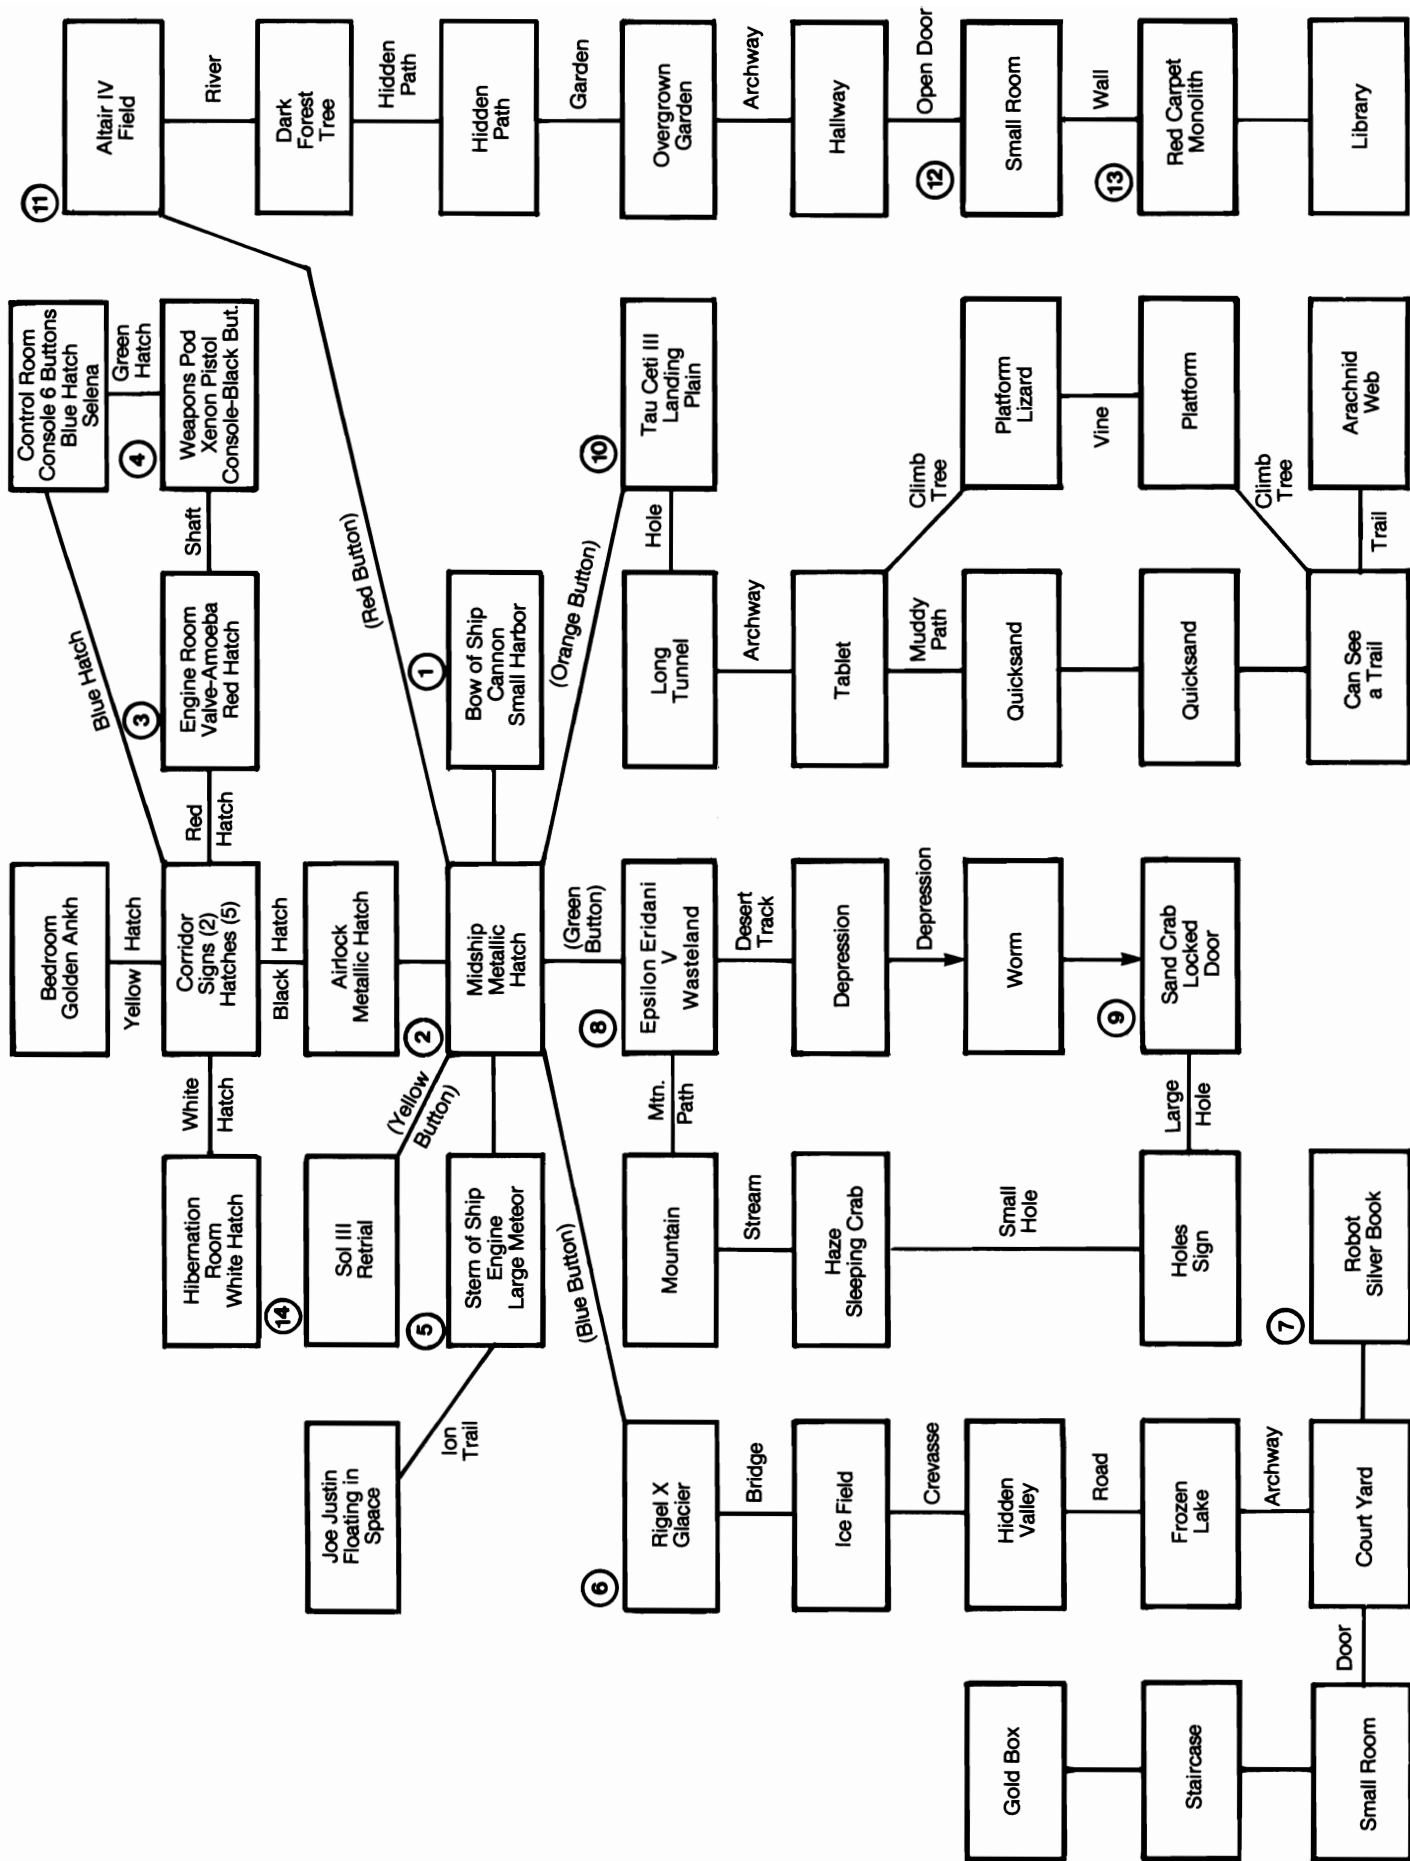 Joe Justin
Floating in
Space
Ion
Trail
Hibernation
Room
White Hatch
White
Hatch
14
Sol III
Retrial
(Yellow
Button)
5
Stern of Ship
Engine
Large Meteor
Bedroom
Golden Ankh
Yellow Hatch
Corridor
Signs (2)
Hatches (5)
Black Hatch
Airlock
Metallic Hatch
2
Midship
Metallic
Hatch
Blue Hatch
Red
Hatch
3
Engine Room
Valve-Amoeba
Red Hatch
Shaft
Control Room
Console 6 Buttons
Blue Hatch
Selena
Green
Hatch
4
Weapons Pod
Xenon Pistol
Console-Black But.
(Red Button)
1
Bow of Ship
Cannon
Small Harbor
(Orange Button)
(Blue Button)
(Green
Button)
6
Rigel X
Glacier
Bridge
Ice Field
Crevasse
Hidden
Valley
Road
Frozen
Lake
Archway
Court Yard
Door
Small Room
Staircase
Gold Box
7
Robot
Silver Book
8
Epsilon Eridani
V
Wasteland
Mtn.
Path
Mountain
Stream
Haze
Sleeping Crab
Small
Hole
Holes
Sign
Large
Hole
Desert
Track
Depression
Depression
Worm
9
Sand Crab
Locked
Door
10
Tau Ceti III
Landing
Plain
Hole
Long
Tunnel
Archway
Tablet
Muddy
Path
Quicksand
Quicksand
Can See
a Trail
Climb
Tree
Platform
Lizard
Vine
Platform
Climb
Tree
Trail
Arachnid
Web
11
Altair IV
Field
River
Dark
Forest
Tree
Hidden
Path
Hidden
Path
Garden
Overgrown
Garden
Archway
Hallway
Open Door
12
Small Room
Wall
13
Red Carpet
Monolith
Library